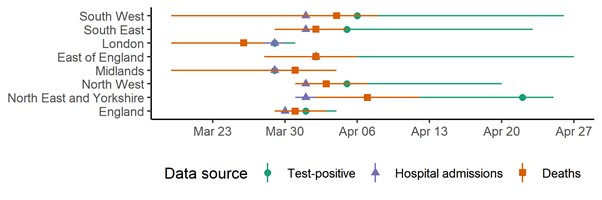 South West
South East
London
East of England
Midlands
North West
North East and Yorkshire
England
Mar 23 Mar 30 Apr 06 Apr 13 Apr 20 Apr 27
Data source Test-positive Hospital admissions Deaths